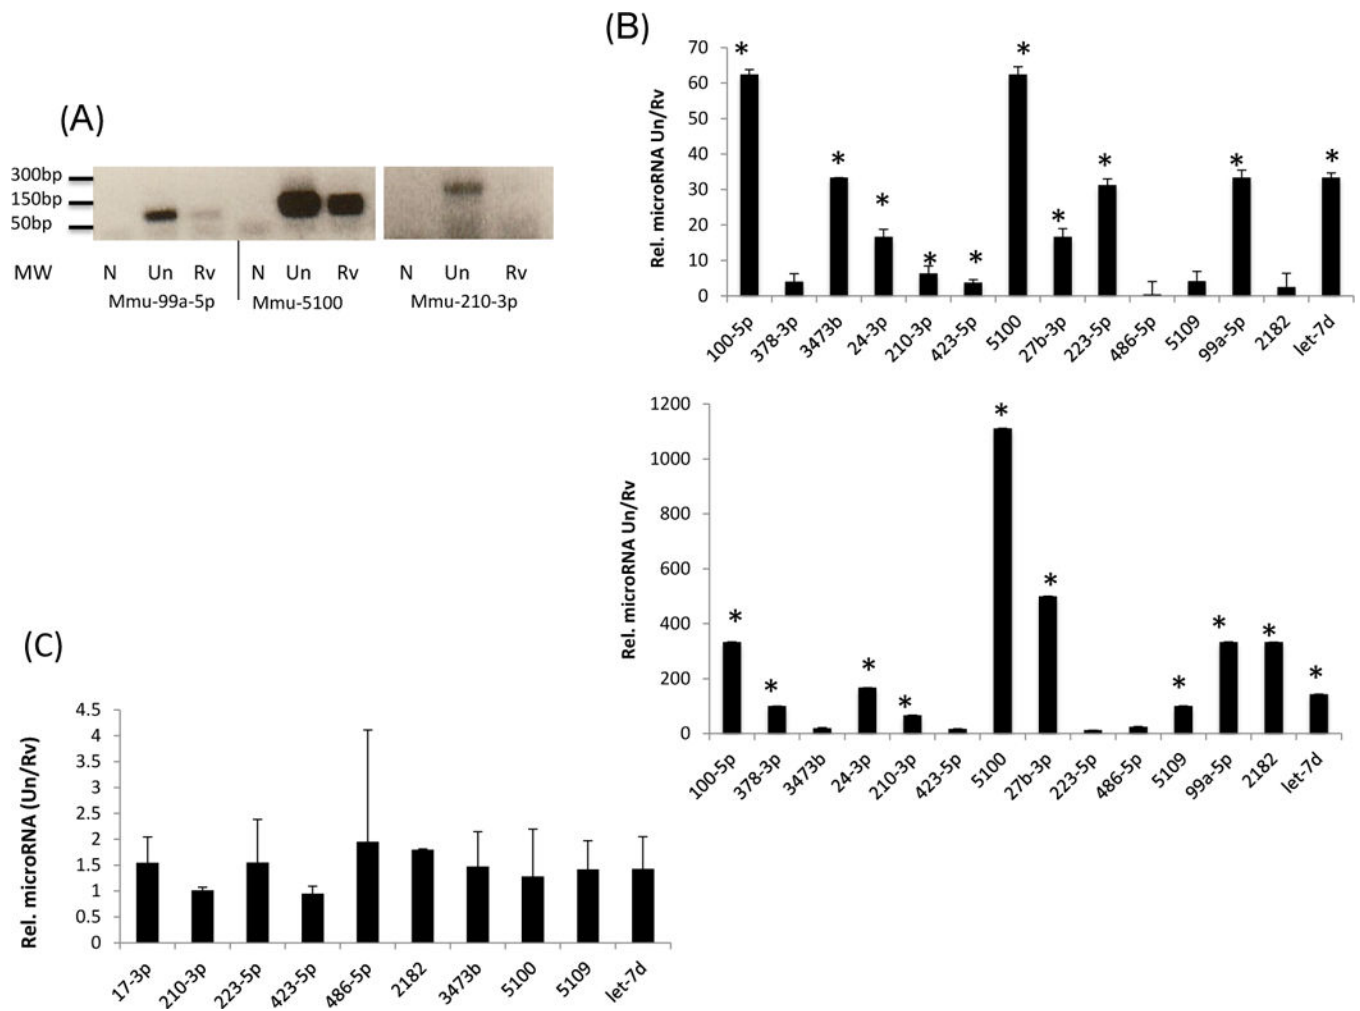 (A)
300bp
150bp
50bp
MW N Un Rv N Un Rv N Un Rv
Mmu-99a-5p Mmu-5100 Mmu-210-3p
(B)
Rel. microRNA Un/Rv
70
60
50
40
30
20
10
0
* * * * * * * * * *
100-5p 378-3p 3473b 24-3p 210-3p 423-5p 5100 27b-3p 223-5p 486-5p 5109 99a-5p 2182 let-7d
Rel. microRNA Un/Rv
1200
1000
800
600
400
200
0
* * * * * * * * * *
100-5p 378-3p 3473b 24-3p 210-3p 423-5p 5100 27b-3p 223-5p 486-5p 5109 99a-5p 2182 let-7d
(C)
Rel. microRNA (Un/Rv)
4.5
4
3.5
3
2.5
2
1.5
1
0.5
0
17-3p 210-3p 223-5p 423-5p 486-5p 2182 3473b 5100 5109 let-7d